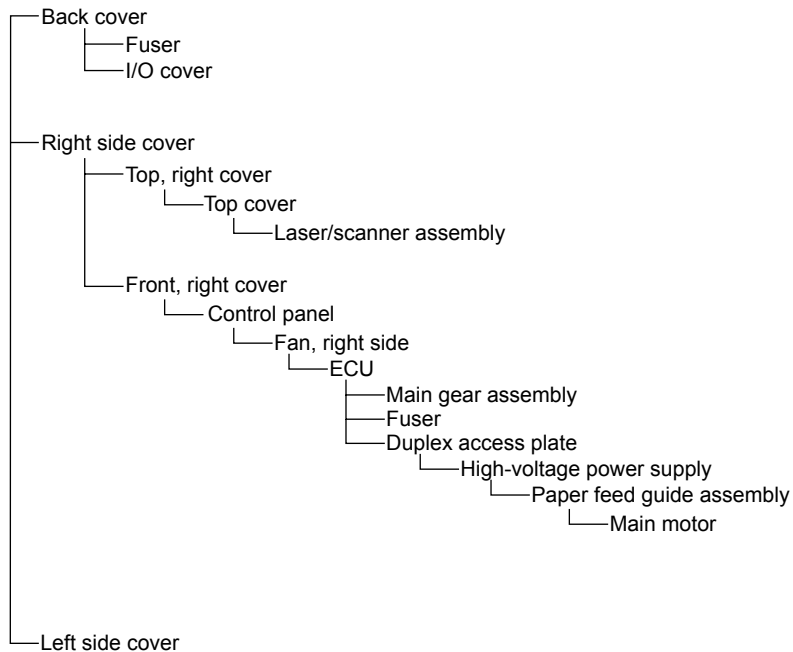 Back cover
Fuser
I/O cover
Right side cover
Top, right cover
Top cover
Laser/scanner assembly
Front, right cover
Control panel
Fan, right side
ECU
Main gear assembly
Fuser
Duplex access plate
High-voltage power supply
Paper feed guide assembly
Main motor
Left side cover